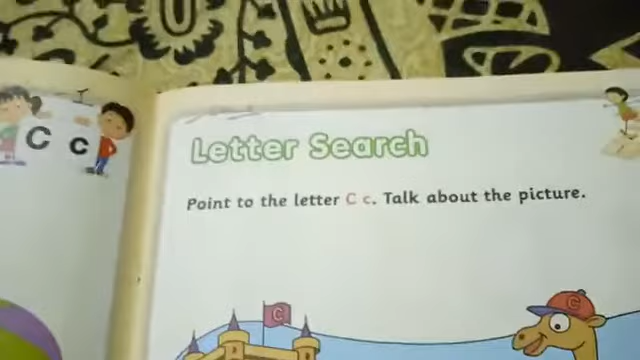 C c
Letter Search
Point to the letter C c. Talk about the picture.
C
C